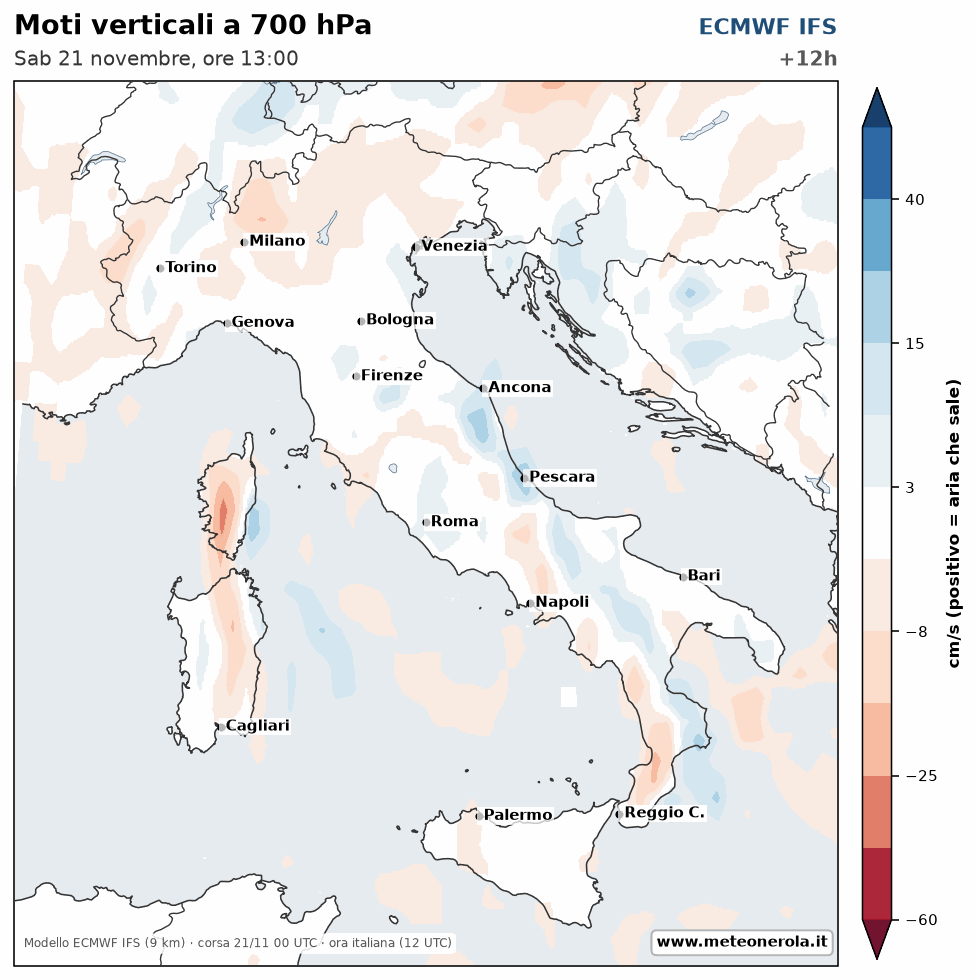 Moti verticali a 700 hPa
ECMWF IFS
Sab 21 novembre, ore 13:00
+12h
40
Milano
Venezia
Torino
Genova
Bologna
15
Firenze
Ancona
Pescara
3
Roma
Bari
Napoli
−8
Cagliari
−25
Palermo
Reggio C.
−60
cm/s (positivo = aria che sale)
Modello ECMWF IFS (9 km) · corsa 21/11 00 UTC · ora italiana (12 UTC)
www.meteonerola.it